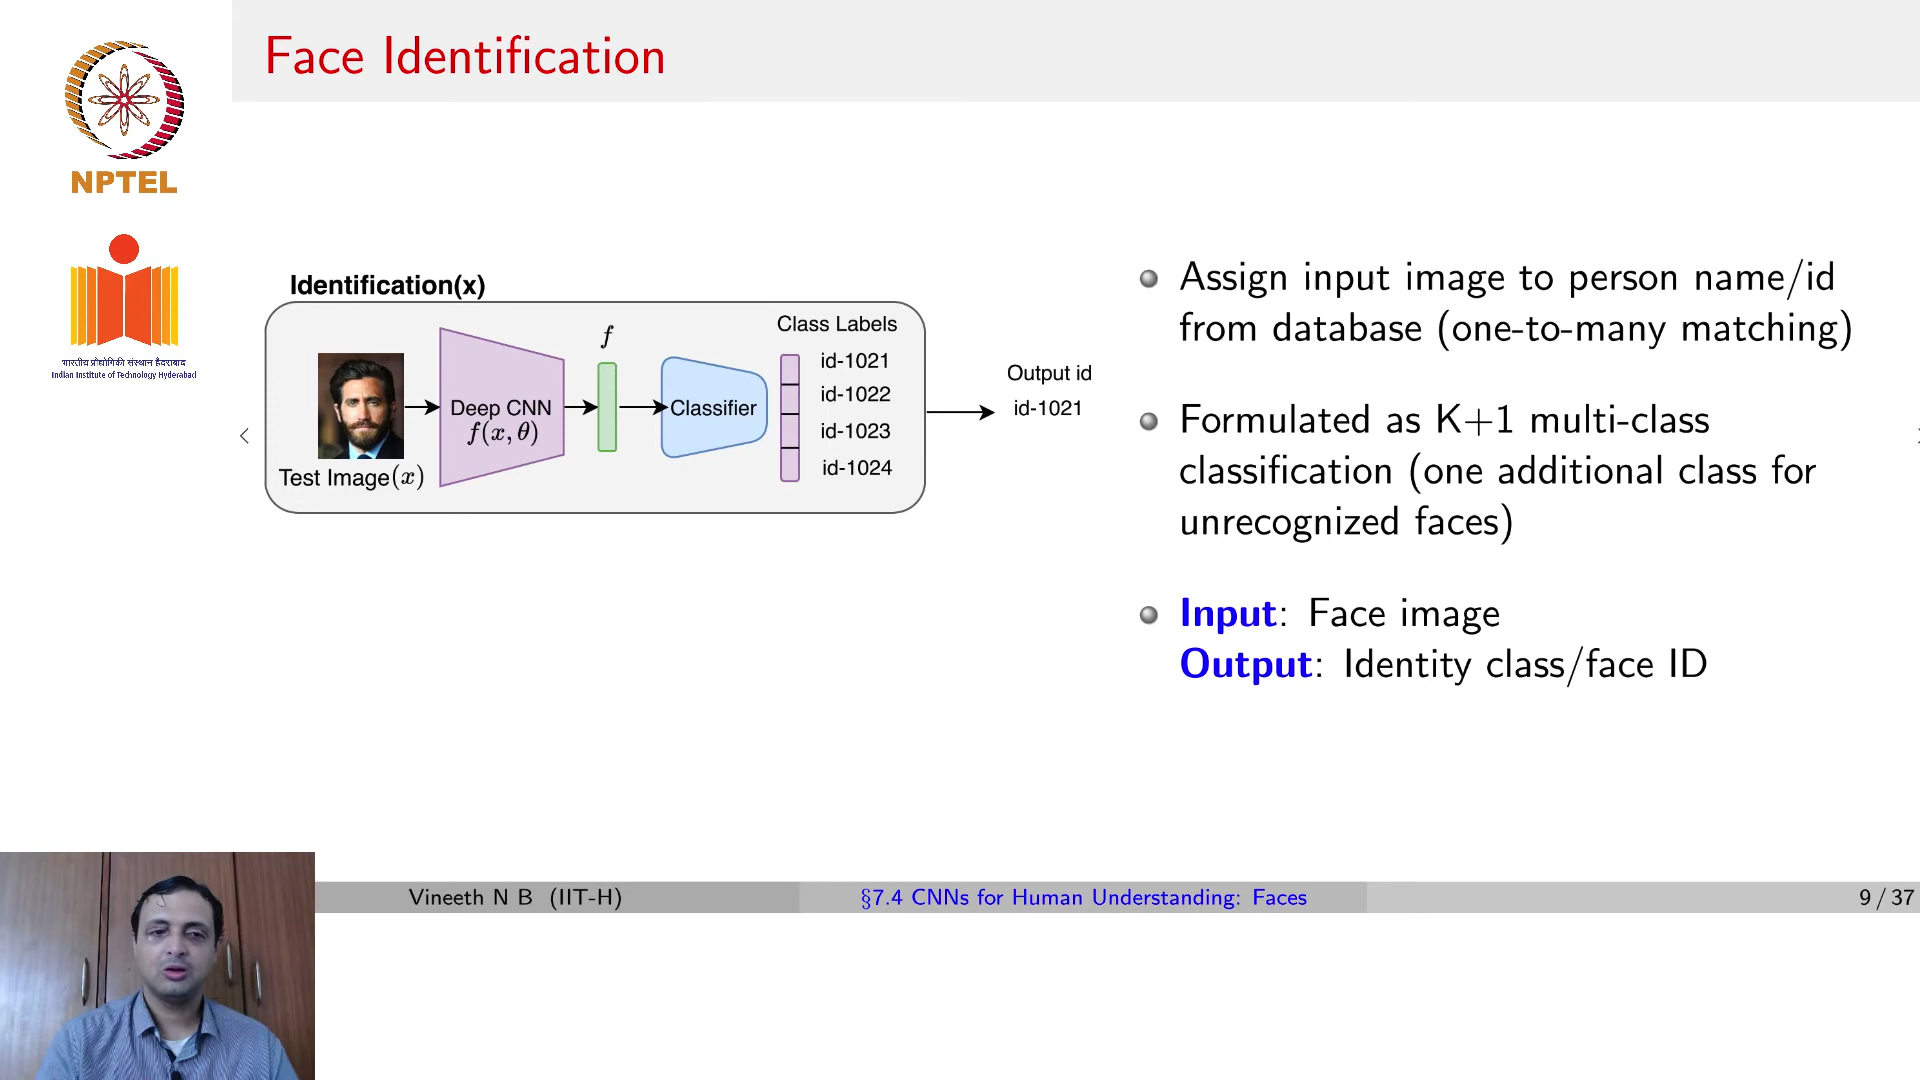 Face Identification
NPTEL
भारतीय प्रौद्योगिकी संस्थान हैदराबाद
Indian Institute of Technology Hyderabad
Identification(x)
Test Image(x)
Deep CNN
f(x, θ)
f
Classifier
Class Labels
id-1021
id-1022
id-1023
id-1024
Output id
id-1021
Assign input image to person name/id
from database (one-to-many matching)
Formulated as K+1 multi-class
classification (one additional class for
unrecognized faces)
Input: Face image
Output: Identity class/face ID
Vineeth N B (IIT-H)
§7.4 CNNs for Human Understanding: Faces
9 / 37